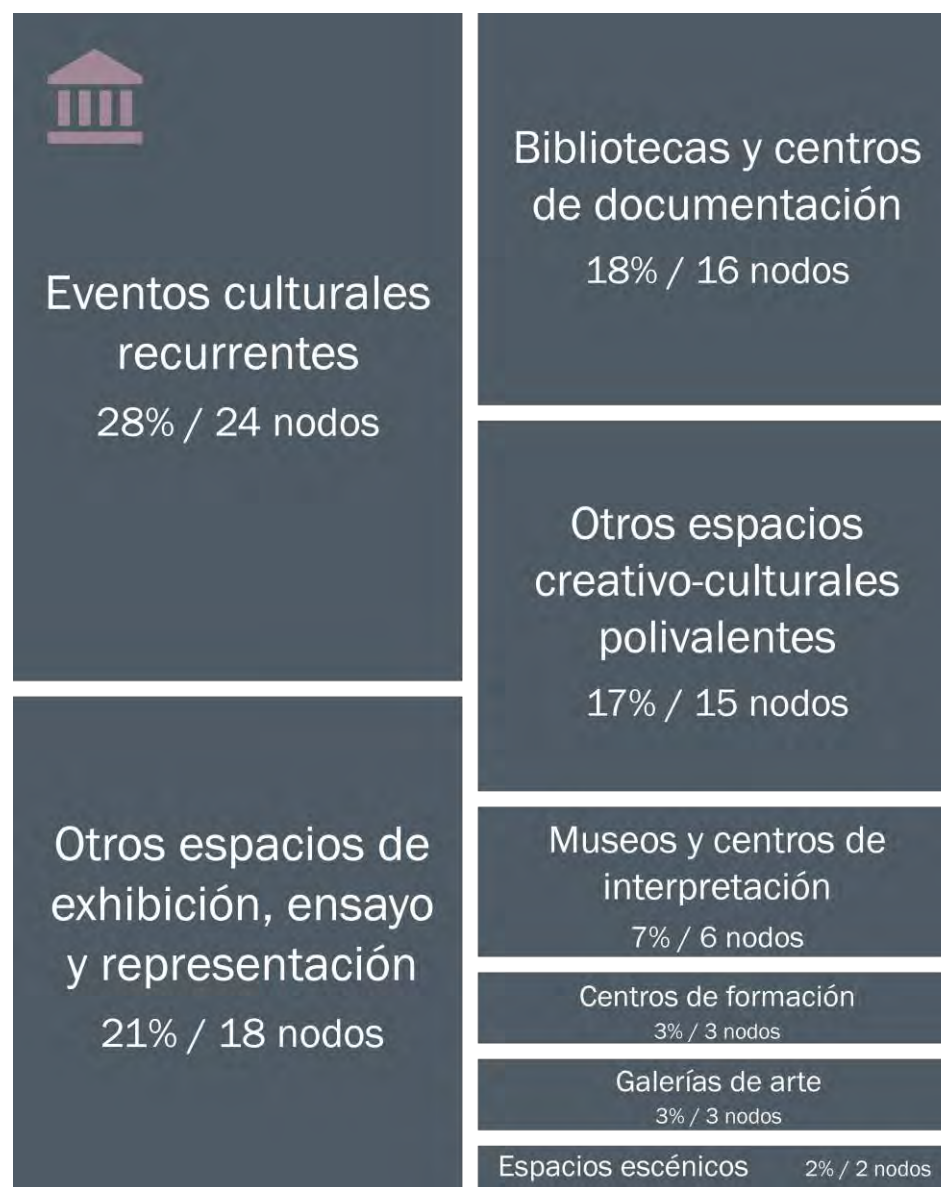 Eventos culturales
recurrentes
28% / 24 nodos
Otros espacios de
exhibición, ensayo
y representación
21% / 18 nodos
Bibliotecas y centros
de documentación
18% / 16 nodos
Otros espacios
creativo-culturales
polivalentes
17% / 15 nodos
Museos y centros de
interpretación
7% / 6 nodos
Centros de formación
3% / 3 nodos
Galerías de arte
3% / 3 nodos
Espacios escénicos 2% / 2 nodos